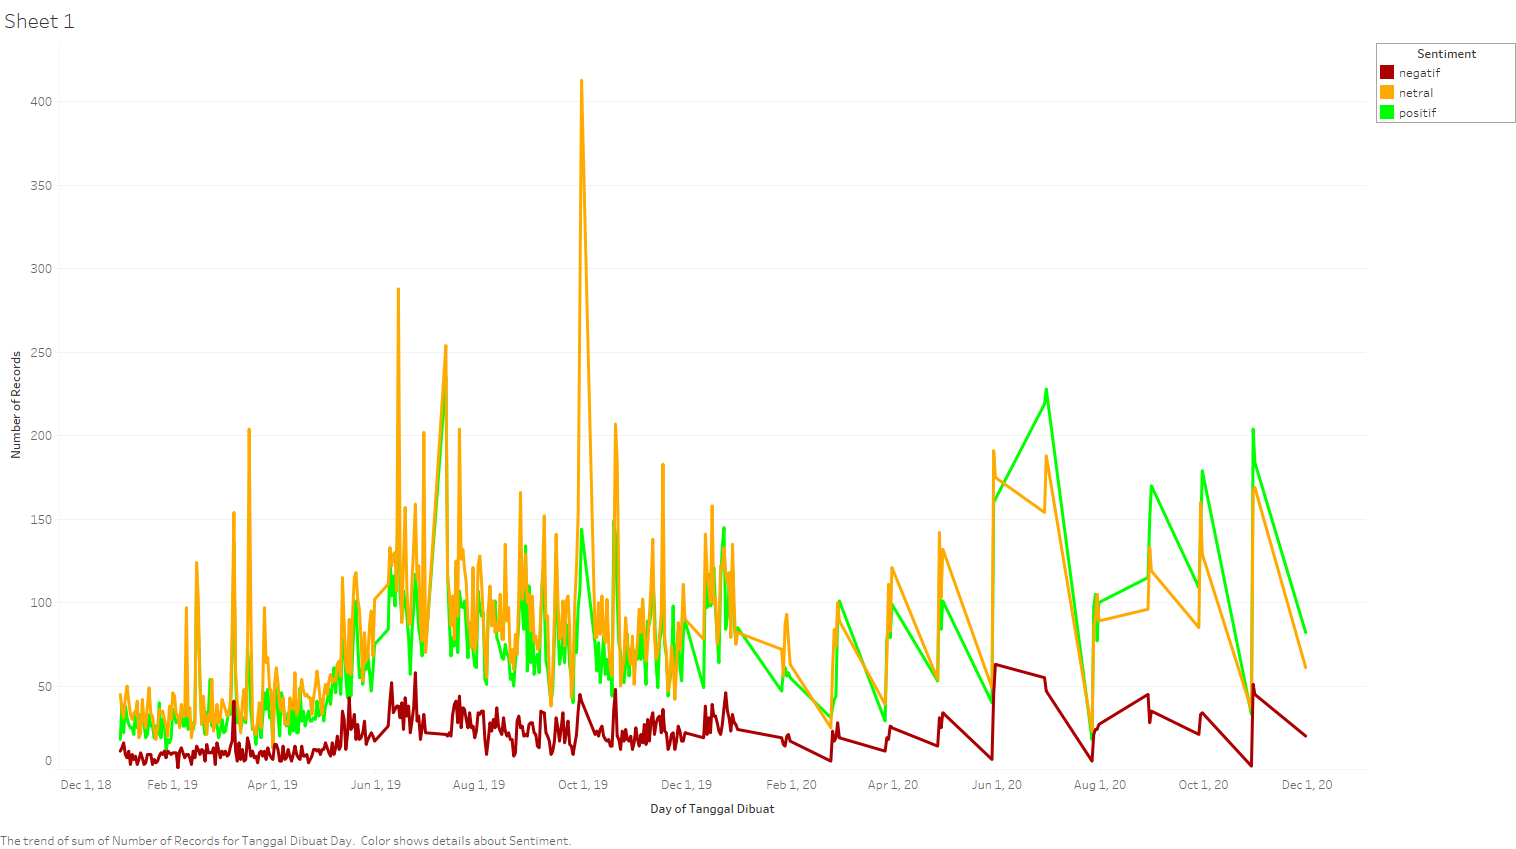 Sheet 1
Sentiment
negatif
netral
positif
Number of Records
400
350
300
250
200
150
100
50
0
Dec 1, 18 Feb 1, 19 Apr 1, 19 Jun 1, 19 Aug 1, 19 Oct 1, 19 Dec 1, 19 Feb 1, 20 Apr 1, 20 Jun 1, 20 Aug 1, 20 Oct 1, 20 Dec 1, 20
Day of Tanggal Dibuat
The trend of sum of Number of Records for Tanggal Dibuat Day. Color shows details about Sentiment.